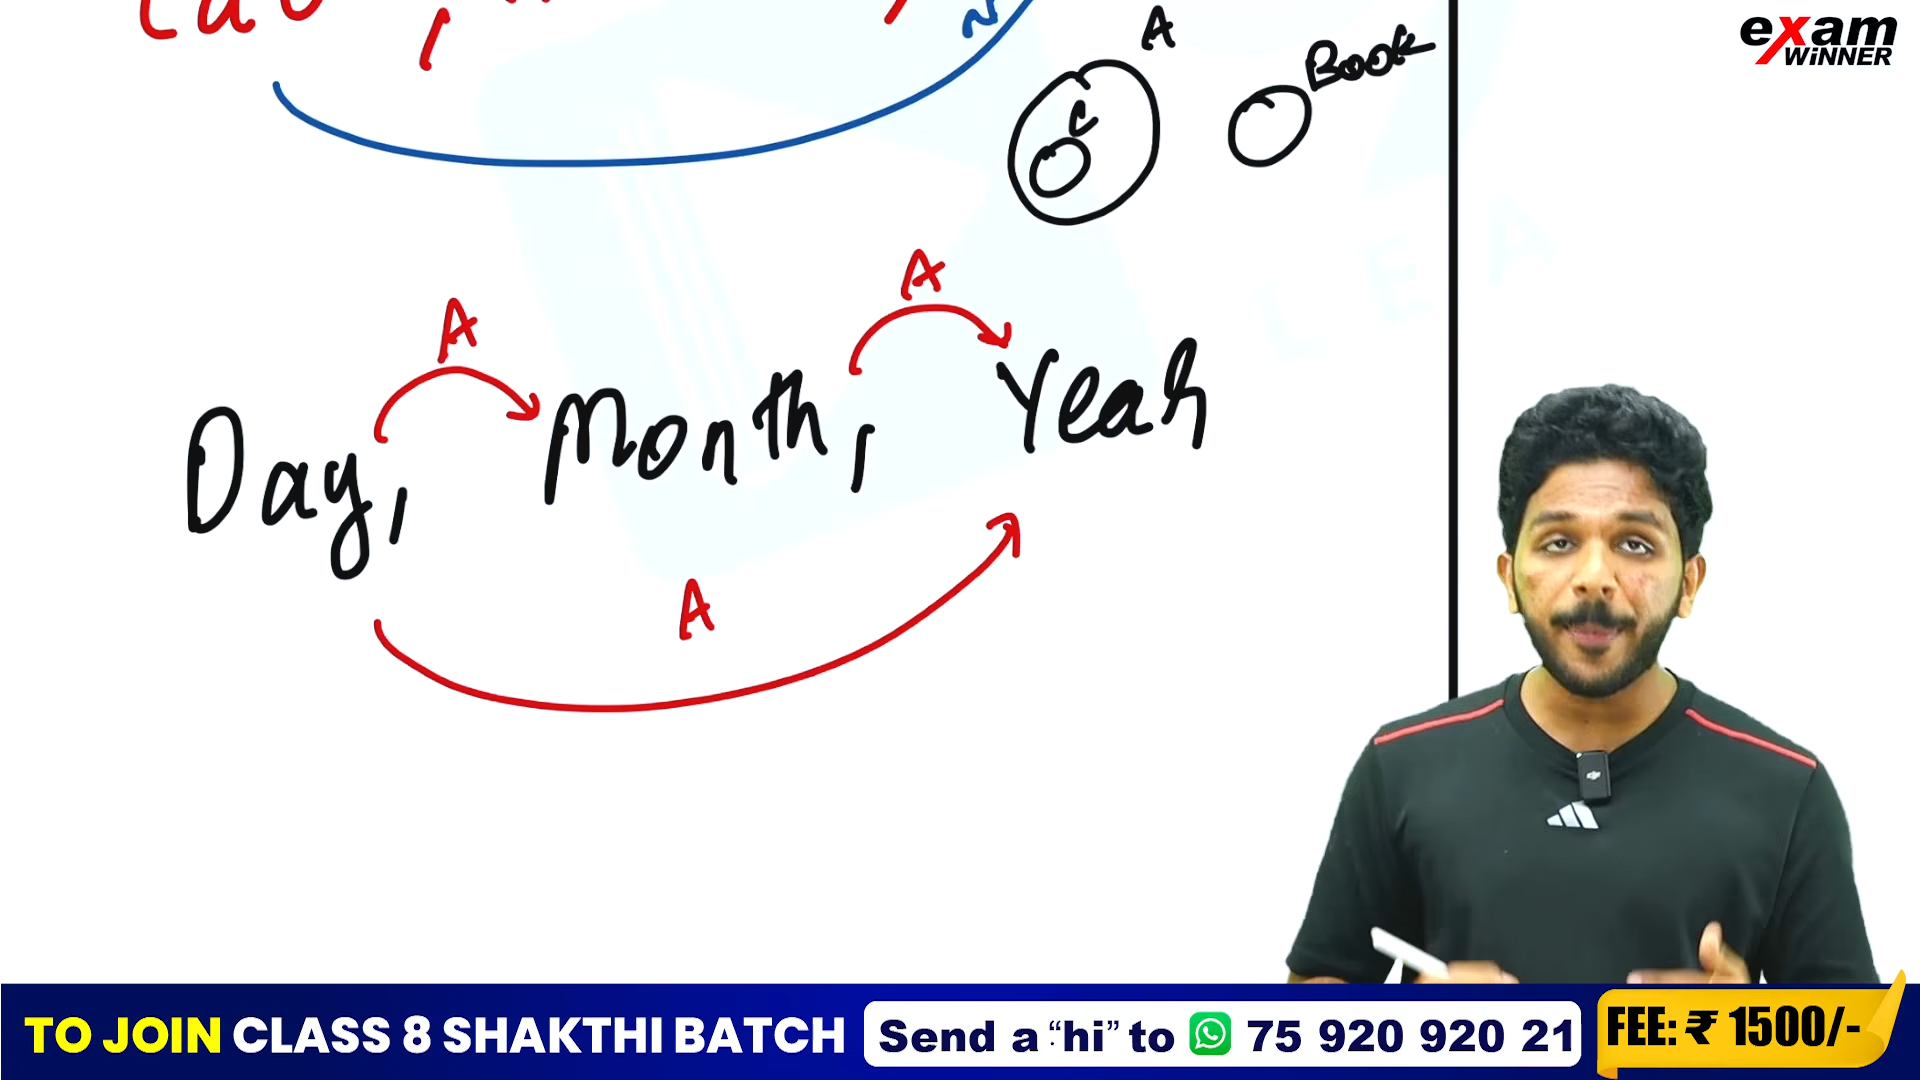 A
Book
exam
WINNER
C
A
A
Day, Month, Year
A
L E A
TO JOIN CLASS 8 SHAKTHI BATCH
Send a “hi” to 75 920 920 21
FEE: ₹ 1500/-